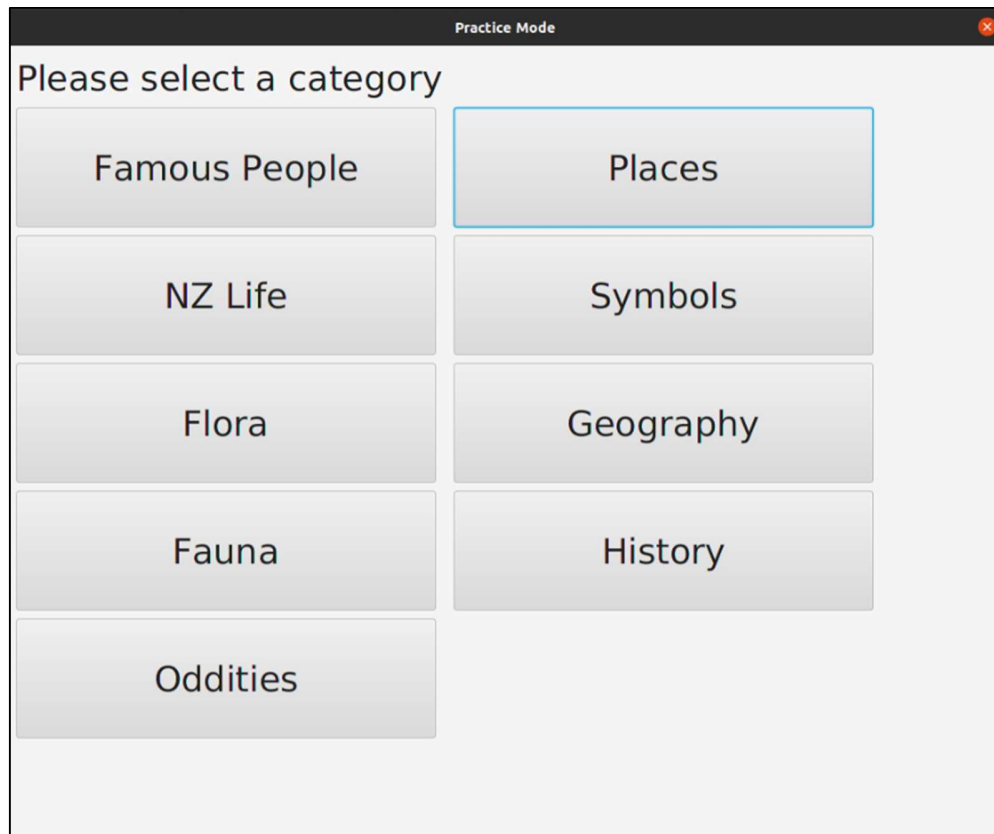 Practice Mode
Please select a category
Famous People
Places
NZ Life
Symbols
Flora
Geography
Fauna
History
Oddities